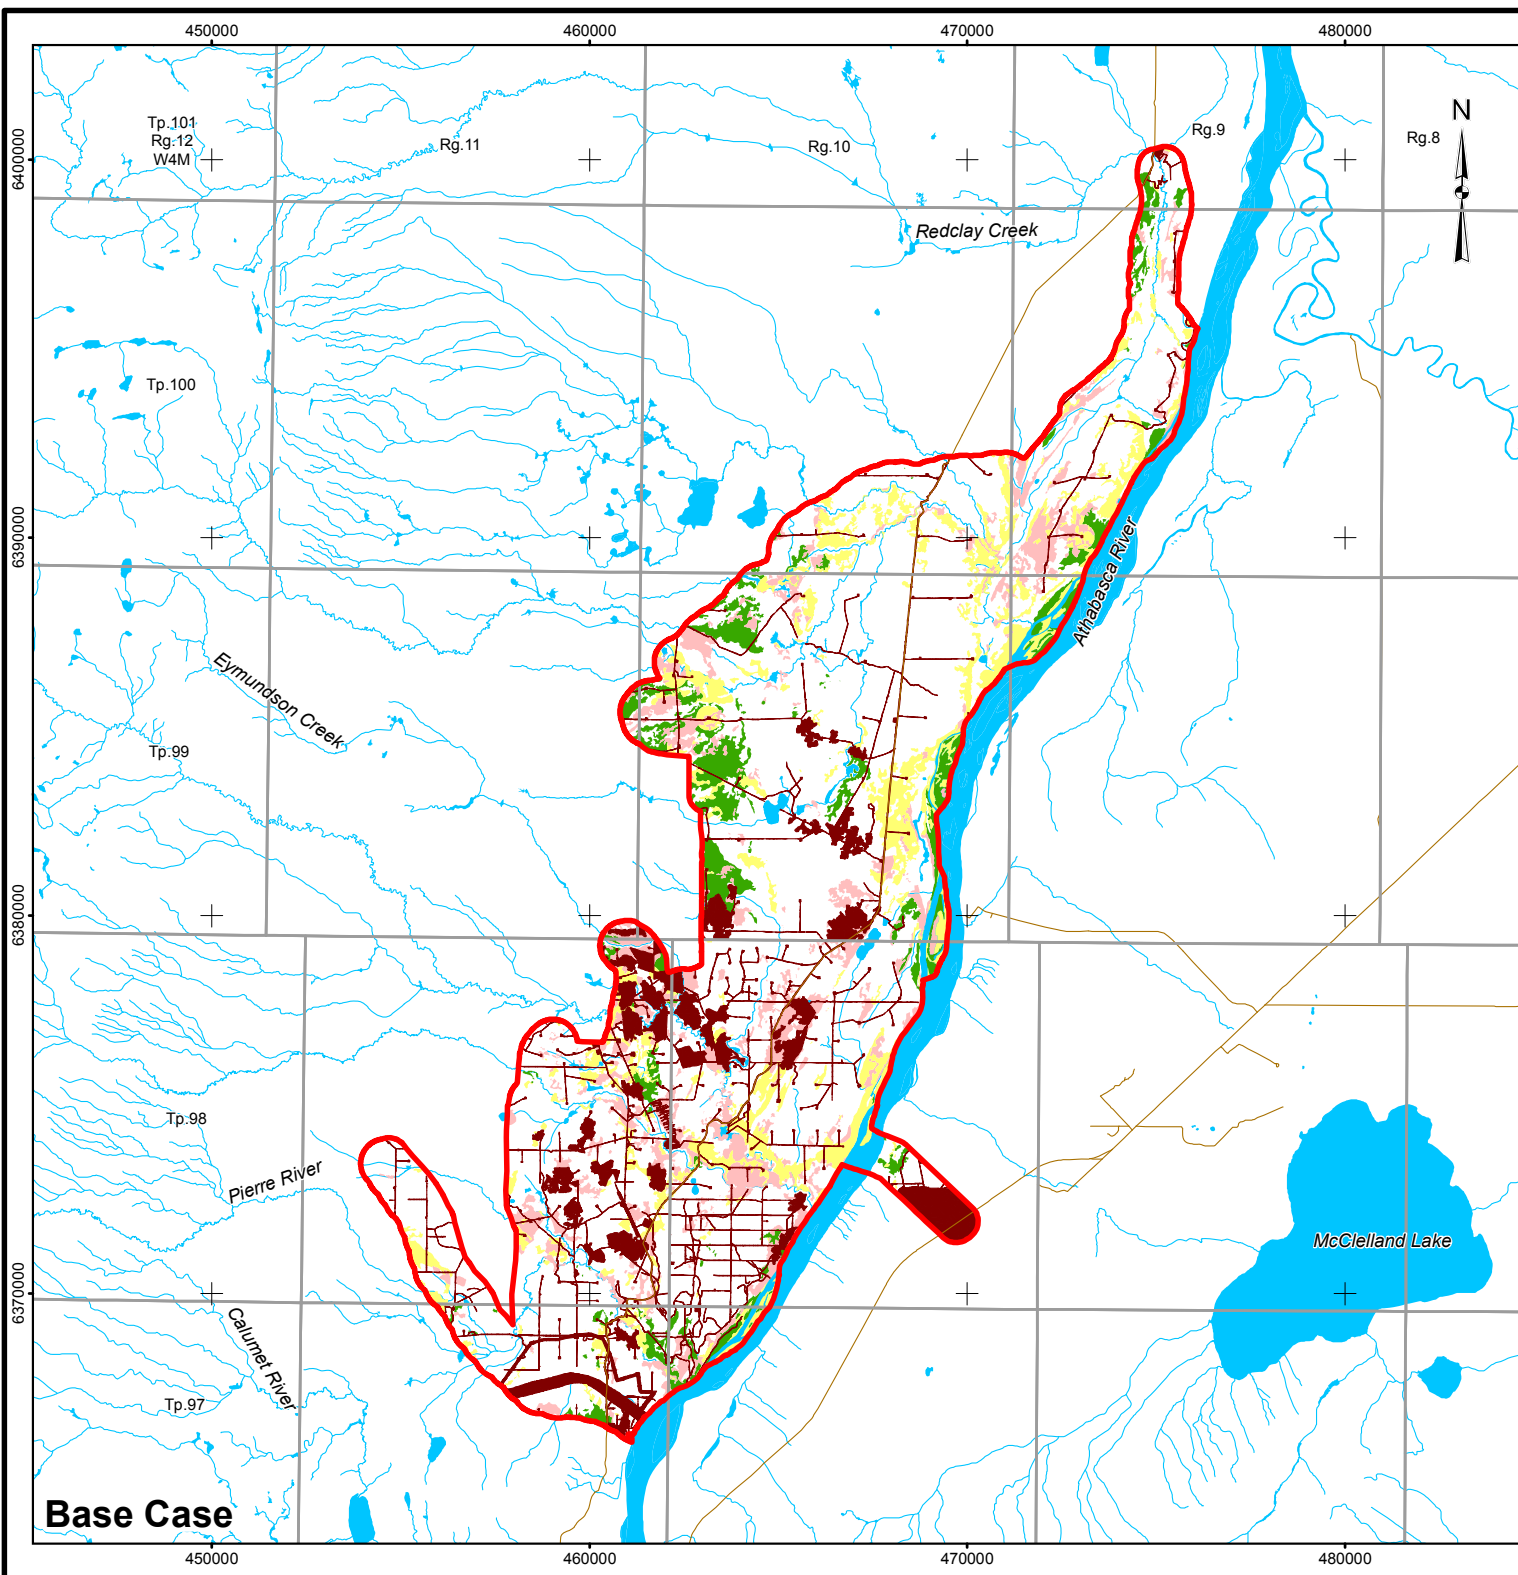 450000
460000
470000
480000
Tp.101
Rg.12
W4M
Rg.11
Rg.10
Rg.9
Rg.8
N
6400000
Redclay Creek
Tp.100
6390000
Athabasca River
Eymundson Creek
Tp.99
6380000
Tp.98
Pierre River
McClelland Lake
6370000
Calumet River
Tp.97
Base Case
450000
460000
470000
480000